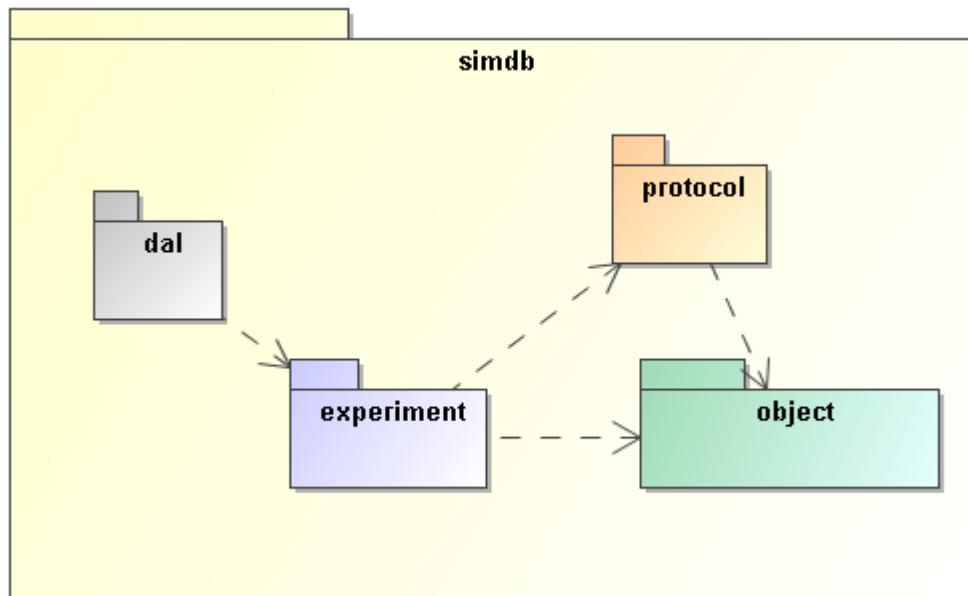 simdb
protocol
dal
experiment
object